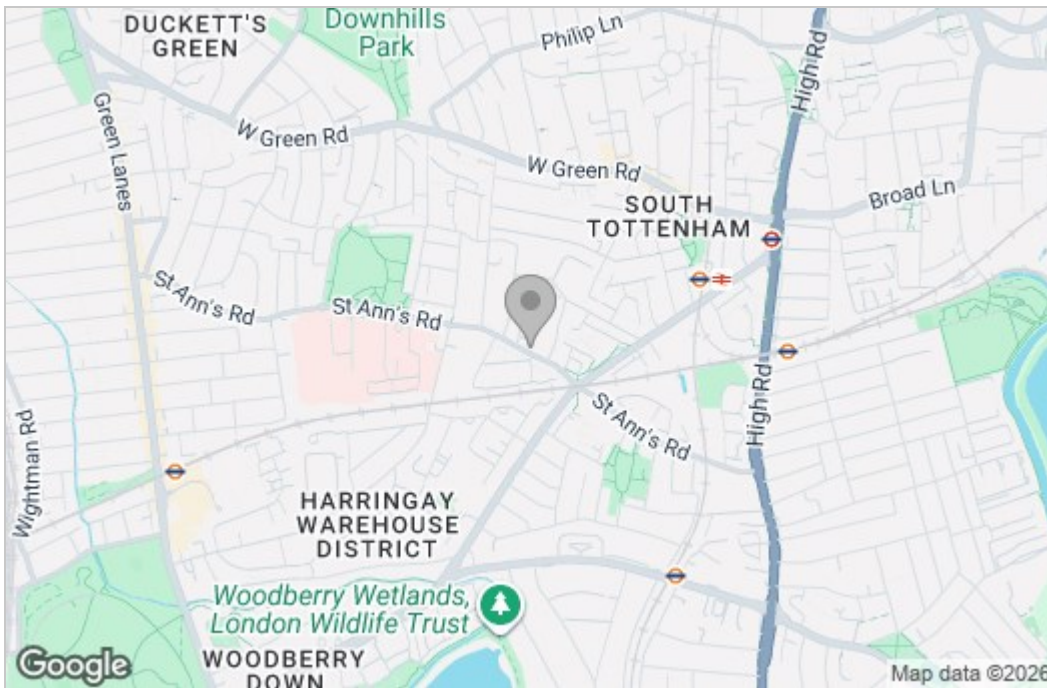 DUCKETT'S
GREEN
Downhills
Park
Philip Ln
High Rd
Green Lanes
W Green Rd
W Green Rd
Broad Ln
SOUTH
TOTTENHAM
St Ann's Rd
St Ann's Rd
St Ann's Rd
High Rd
Wightman Rd
HARRINGAY
WAREHOUSE
DISTRICT
Woodberry Wetlands,
London Wildlife Trust
WOODBERRY
DOWN
Google
Map data ©2026